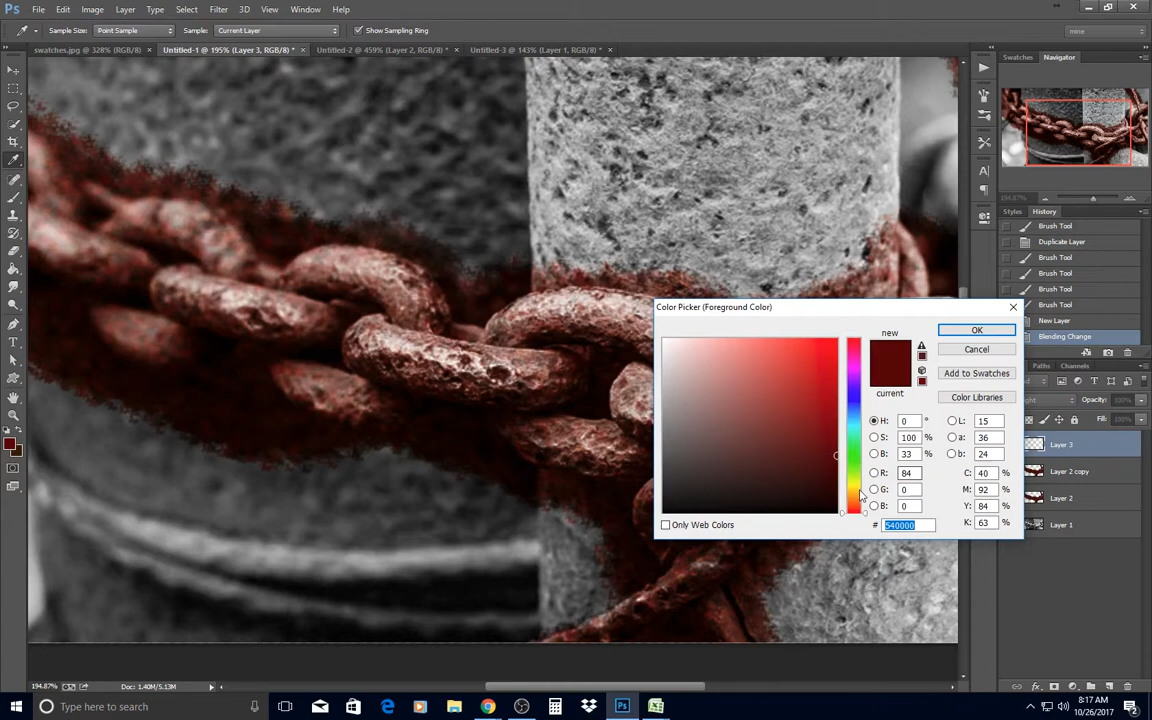 Ps File Edit Image Layer Type Select Filter 3D View Window Help
Sample Size: Point Sample Sample: Current Layer Show Sampling Ring mine
swatches.jpg @ 328% (RGB/8) × Untitled-1 @ 195% (Layer 3, RGB/8) * × Untitled-2 @ 459% (Layer 2, RGB/8) * × Untitled-3 @ 143% (Layer 1, RGB/8) * ×
Swatches Navigator
194.87%
Styles History
Brush Tool
Duplicate Layer
Brush Tool
Brush Tool
Brush Tool
Brush Tool
New Layer
Blending Change
Paths
Opacity: 100%
Fill: 100%
Layer 3
Layer 2 copy
Layer 2
Layer 1
Color Picker (Foreground Color)
new
current
OK
Cancel
Add to Swatches
Color Libraries
H: 0 ° L: 15
S: 100 % a: 36
B: 33 % b: 24
R: 84 C: 40 %
G: 0 M: 92 %
B: 0 Y: 84 %
# 540000 K: 63 %
Only Web Colors
194.87% Doc: 1.40M/5.13M
Type here to search
8:17 AM
10/26/2017
2